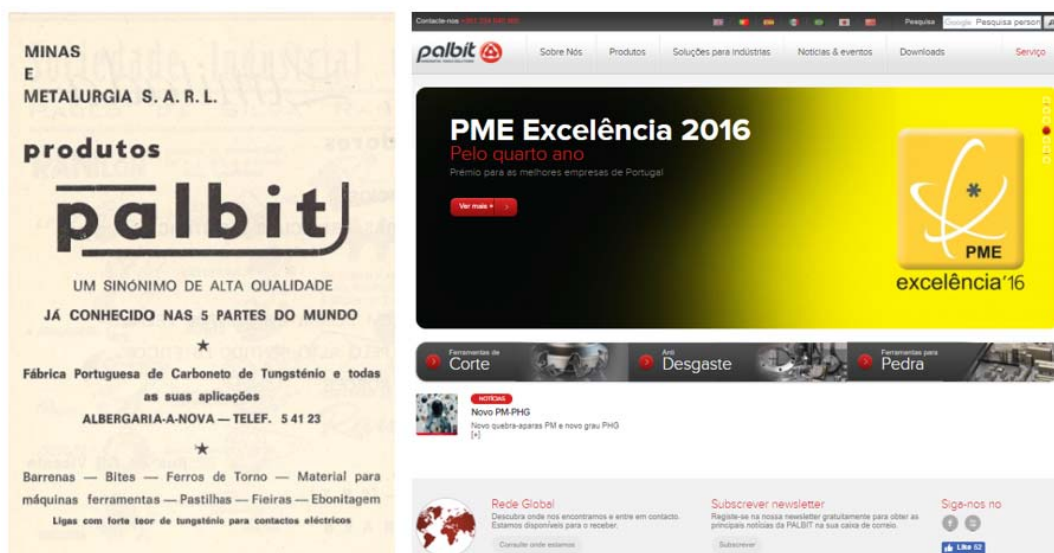 MINAS
E
METALURGIA S. A. R. L.
produtos
palbit
UM SINÓNIMO DE ALTA QUALIDADE
JÁ CONHECIDO NAS 5 PARTES DO MUNDO
Fábrica Portuguesa de Carboneto de Tungsténio e todas
as suas aplicações
ALBERGARIA-A-NOVA — TELEF. 5 41 23
Barrenas — Bites — Ferros de Torno — Material para
máquinas ferramentas — Pastilhas — Fieiras — Ebonitagem
Ligas com forte teor de tungsténio para contactos eléctricos
Contacte-nos
Pesquisa
Google Pesquisa person
palbit
Sobre Nós
Produtos
Soluções para Indústrias
Notícias & eventos
Downloads
Serviço
PME Excelência 2016
Pelo quarto ano
Prémio para as melhores empresas de Portugal
Ver mais +
PME
excelência'16
Ferramentas de
Corte
Anti
Desgaste
Ferramentas para
Pedra
NOTÍCIAS
Novo PM-PHG
Novo quebra-aparas PM e novo grau PHG
[+]
Rede Global
Descubra onde nos encontramos e entre em contacto.
Estamos disponíveis para o receber.
Consulte onde estamos
Subscrever newsletter
Registe-se na nossa newsletter gratuitamente para obter as
principais notícias da PALBIT na sua caixa de correio.
Subscrever
Siga-nos no
Like 62